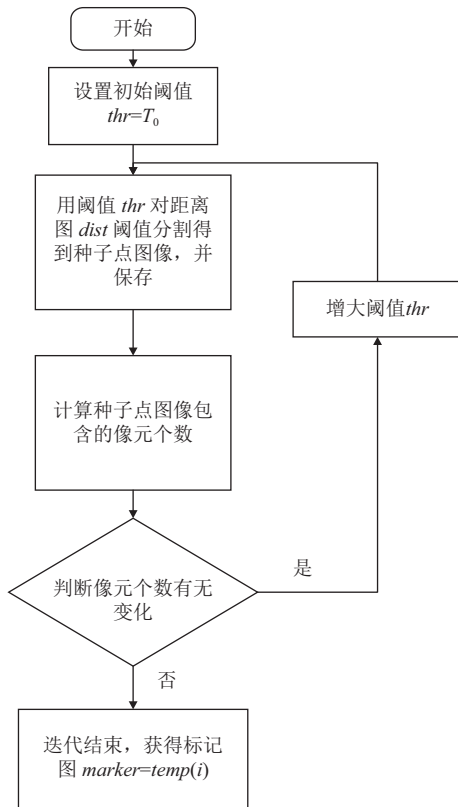 开始
设置初始阈值
thr=T₀
用阈值 thr 对距离
图 dist 阈值分割得
到种子点图像，并
保存
增大阈值thr
计算种子点图像包
含的像元个数
判断像元个数有无
变化
是
否
迭代结束，获得标记
图 marker=temp(i)